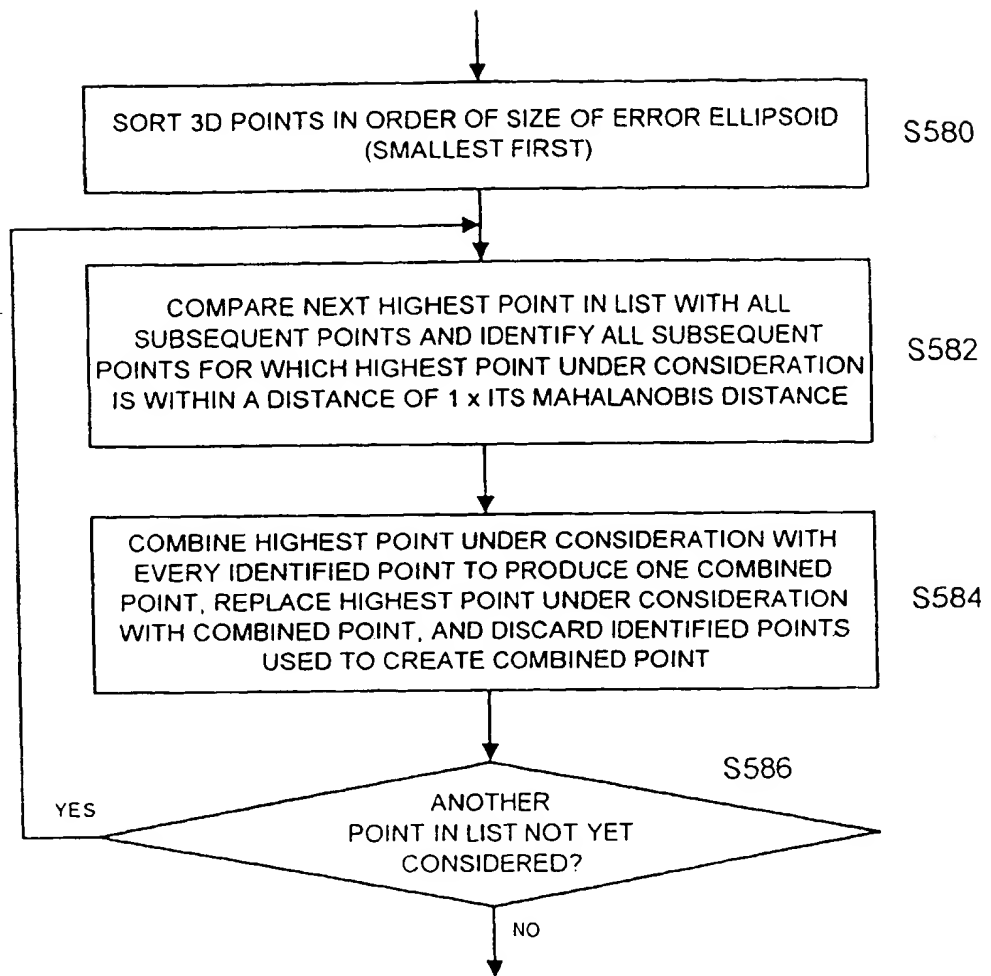 SORT 3D POINTS IN ORDER OF SIZE OF ERROR ELLIPSOID
(SMALLEST FIRST)
S580
COMPARE NEXT HIGHEST POINT IN LIST WITH ALL
SUBSEQUENT POINTS AND IDENTIFY ALL SUBSEQUENT
POINTS FOR WHICH HIGHEST POINT UNDER CONSIDERATION
IS WITHIN A DISTANCE OF 1 x ITS MAHALANOBIS DISTANCE
S582
COMBINE HIGHEST POINT UNDER CONSIDERATION WITH
EVERY IDENTIFIED POINT TO PRODUCE ONE COMBINED
POINT, REPLACE HIGHEST POINT UNDER CONSIDERATION
WITH COMBINED POINT, AND DISCARD IDENTIFIED POINTS
USED TO CREATE COMBINED POINT
S584
S586
YES
ANOTHER
POINT IN LIST NOT YET
CONSIDERED?
NO